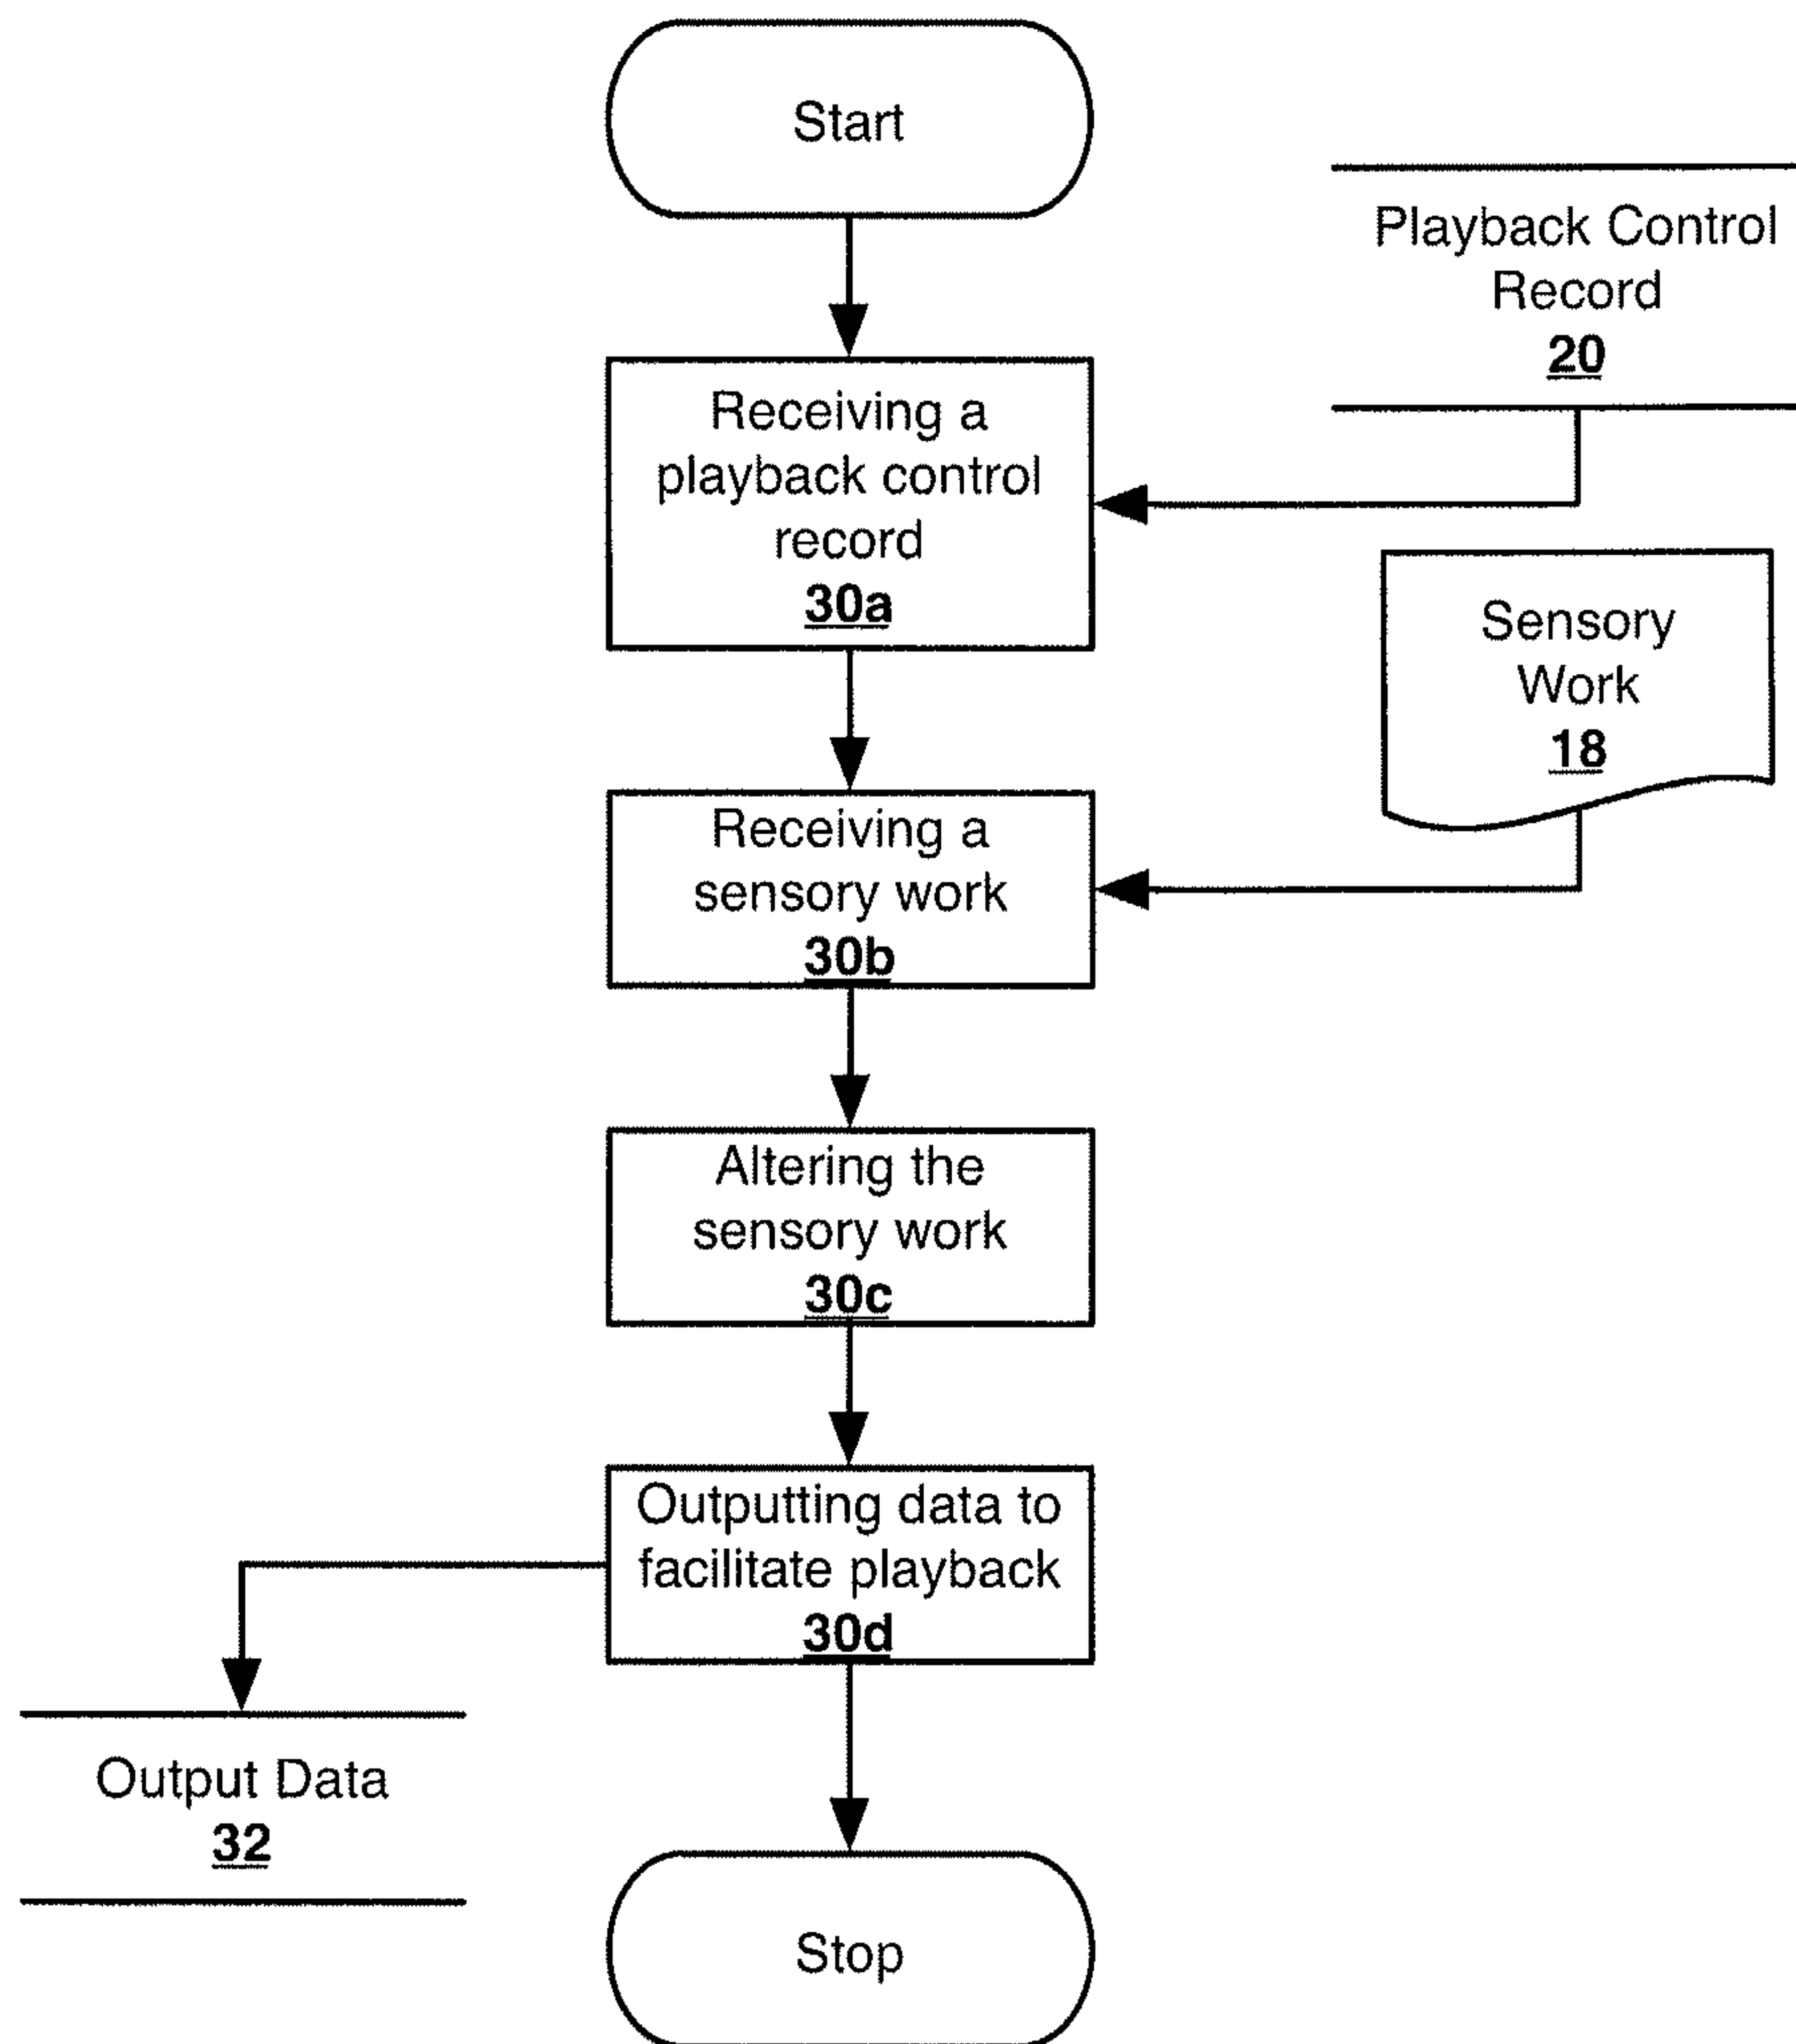 Start
Playback Control
Record
20
Receiving a
playback control
record
30a
Sensory
Work
18
Receiving a
sensory work
30b
Altering the
sensory work
30c
Outputting data to
facilitate playback
30d
Output Data
32
Stop